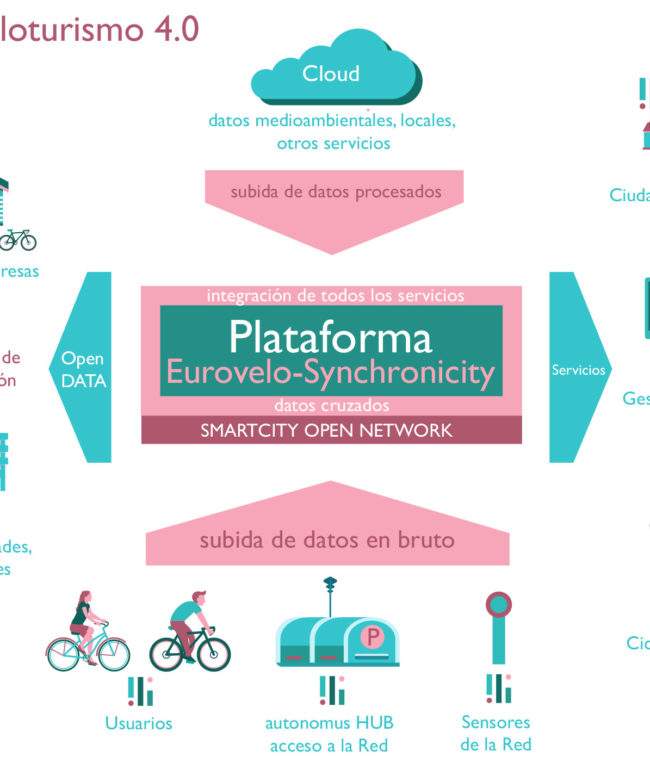 loturismo 4.0
Cloud
datos medioambientales, locales,
otros servicios
subida de datos procesados
Ciuda
resas
integración de todos los servicios
Plataforma
Eurovelo-Synchronicity
datos cruzados
SMARTCITY OPEN NETWORK
Open
DATA
Servicios
de
ón
Ges
ades,
es
subida de datos en bruto
P
Cic
Usuarios
autonomus HUB
acceso a la Red
Sensores
de la Red